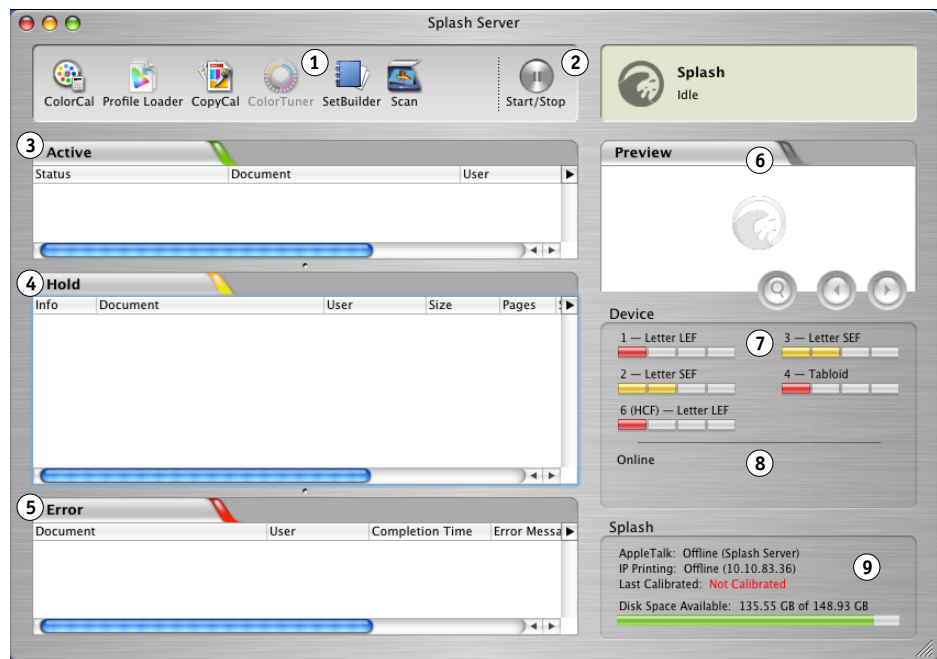 Splash Server
1
2
ColorCal Profile Loader CopyCal ColorTuner SetBuilder Scan Start/Stop
Splash
Idle
3
Active
Status Document User
Preview
6
4
Hold
Info Document User Size Pages
Device
1 — Letter LEF
7
3 — Letter SEF
2 — Letter SEF
4 — Tabloid
6 (HCF) — Letter LEF
Online
8
5
Error
Document User Completion Time Error Messa
Splash
AppleTalk: Offline (Splash Server)
IP Printing: Offline (10.10.83.36)
Last Calibrated: Not Calibrated
9
Disk Space Available: 135.55 GB of 148.93 GB